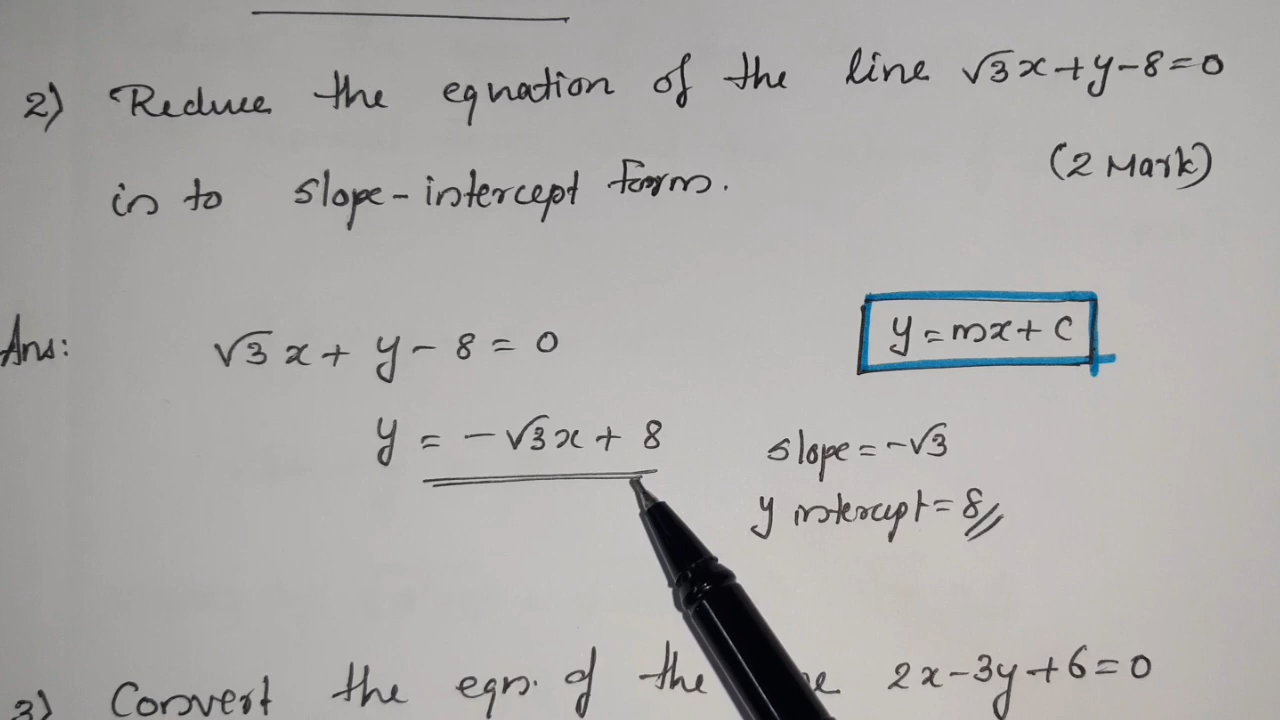 2) Reduce the equation of the line √3x+y-8=0
in to slope-intercept form.
(2 Mark)
Ans: √3x+y-8=0
y=mx+c
y = -√3x+8
slope=-√3
y intercept=8//
3) Convert the eqn. of the 2x-3y+6=0